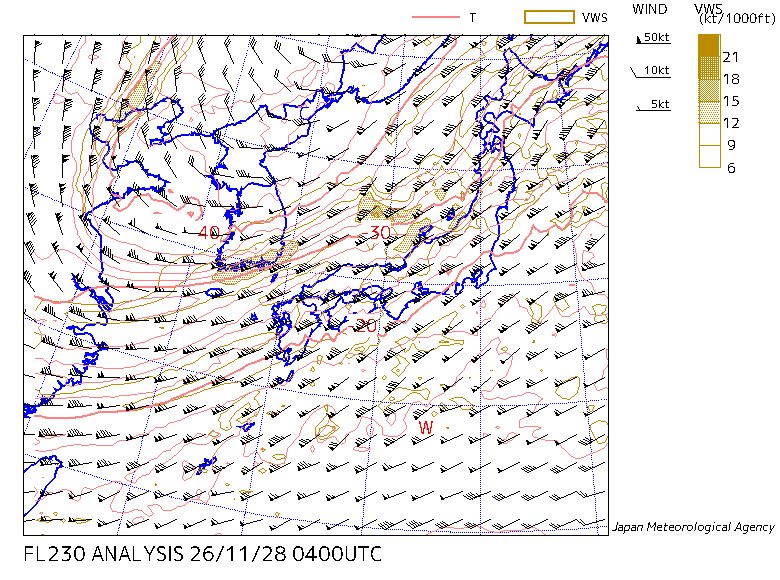 T
VWS
WIND
50kt
10kt
5kt
VWS
(kt/1000ft)
21
18
15
12
9
6
40
30
20
W
Japan Meteorological Agency
FL230 ANALYSIS 26/11/28 0400UTC